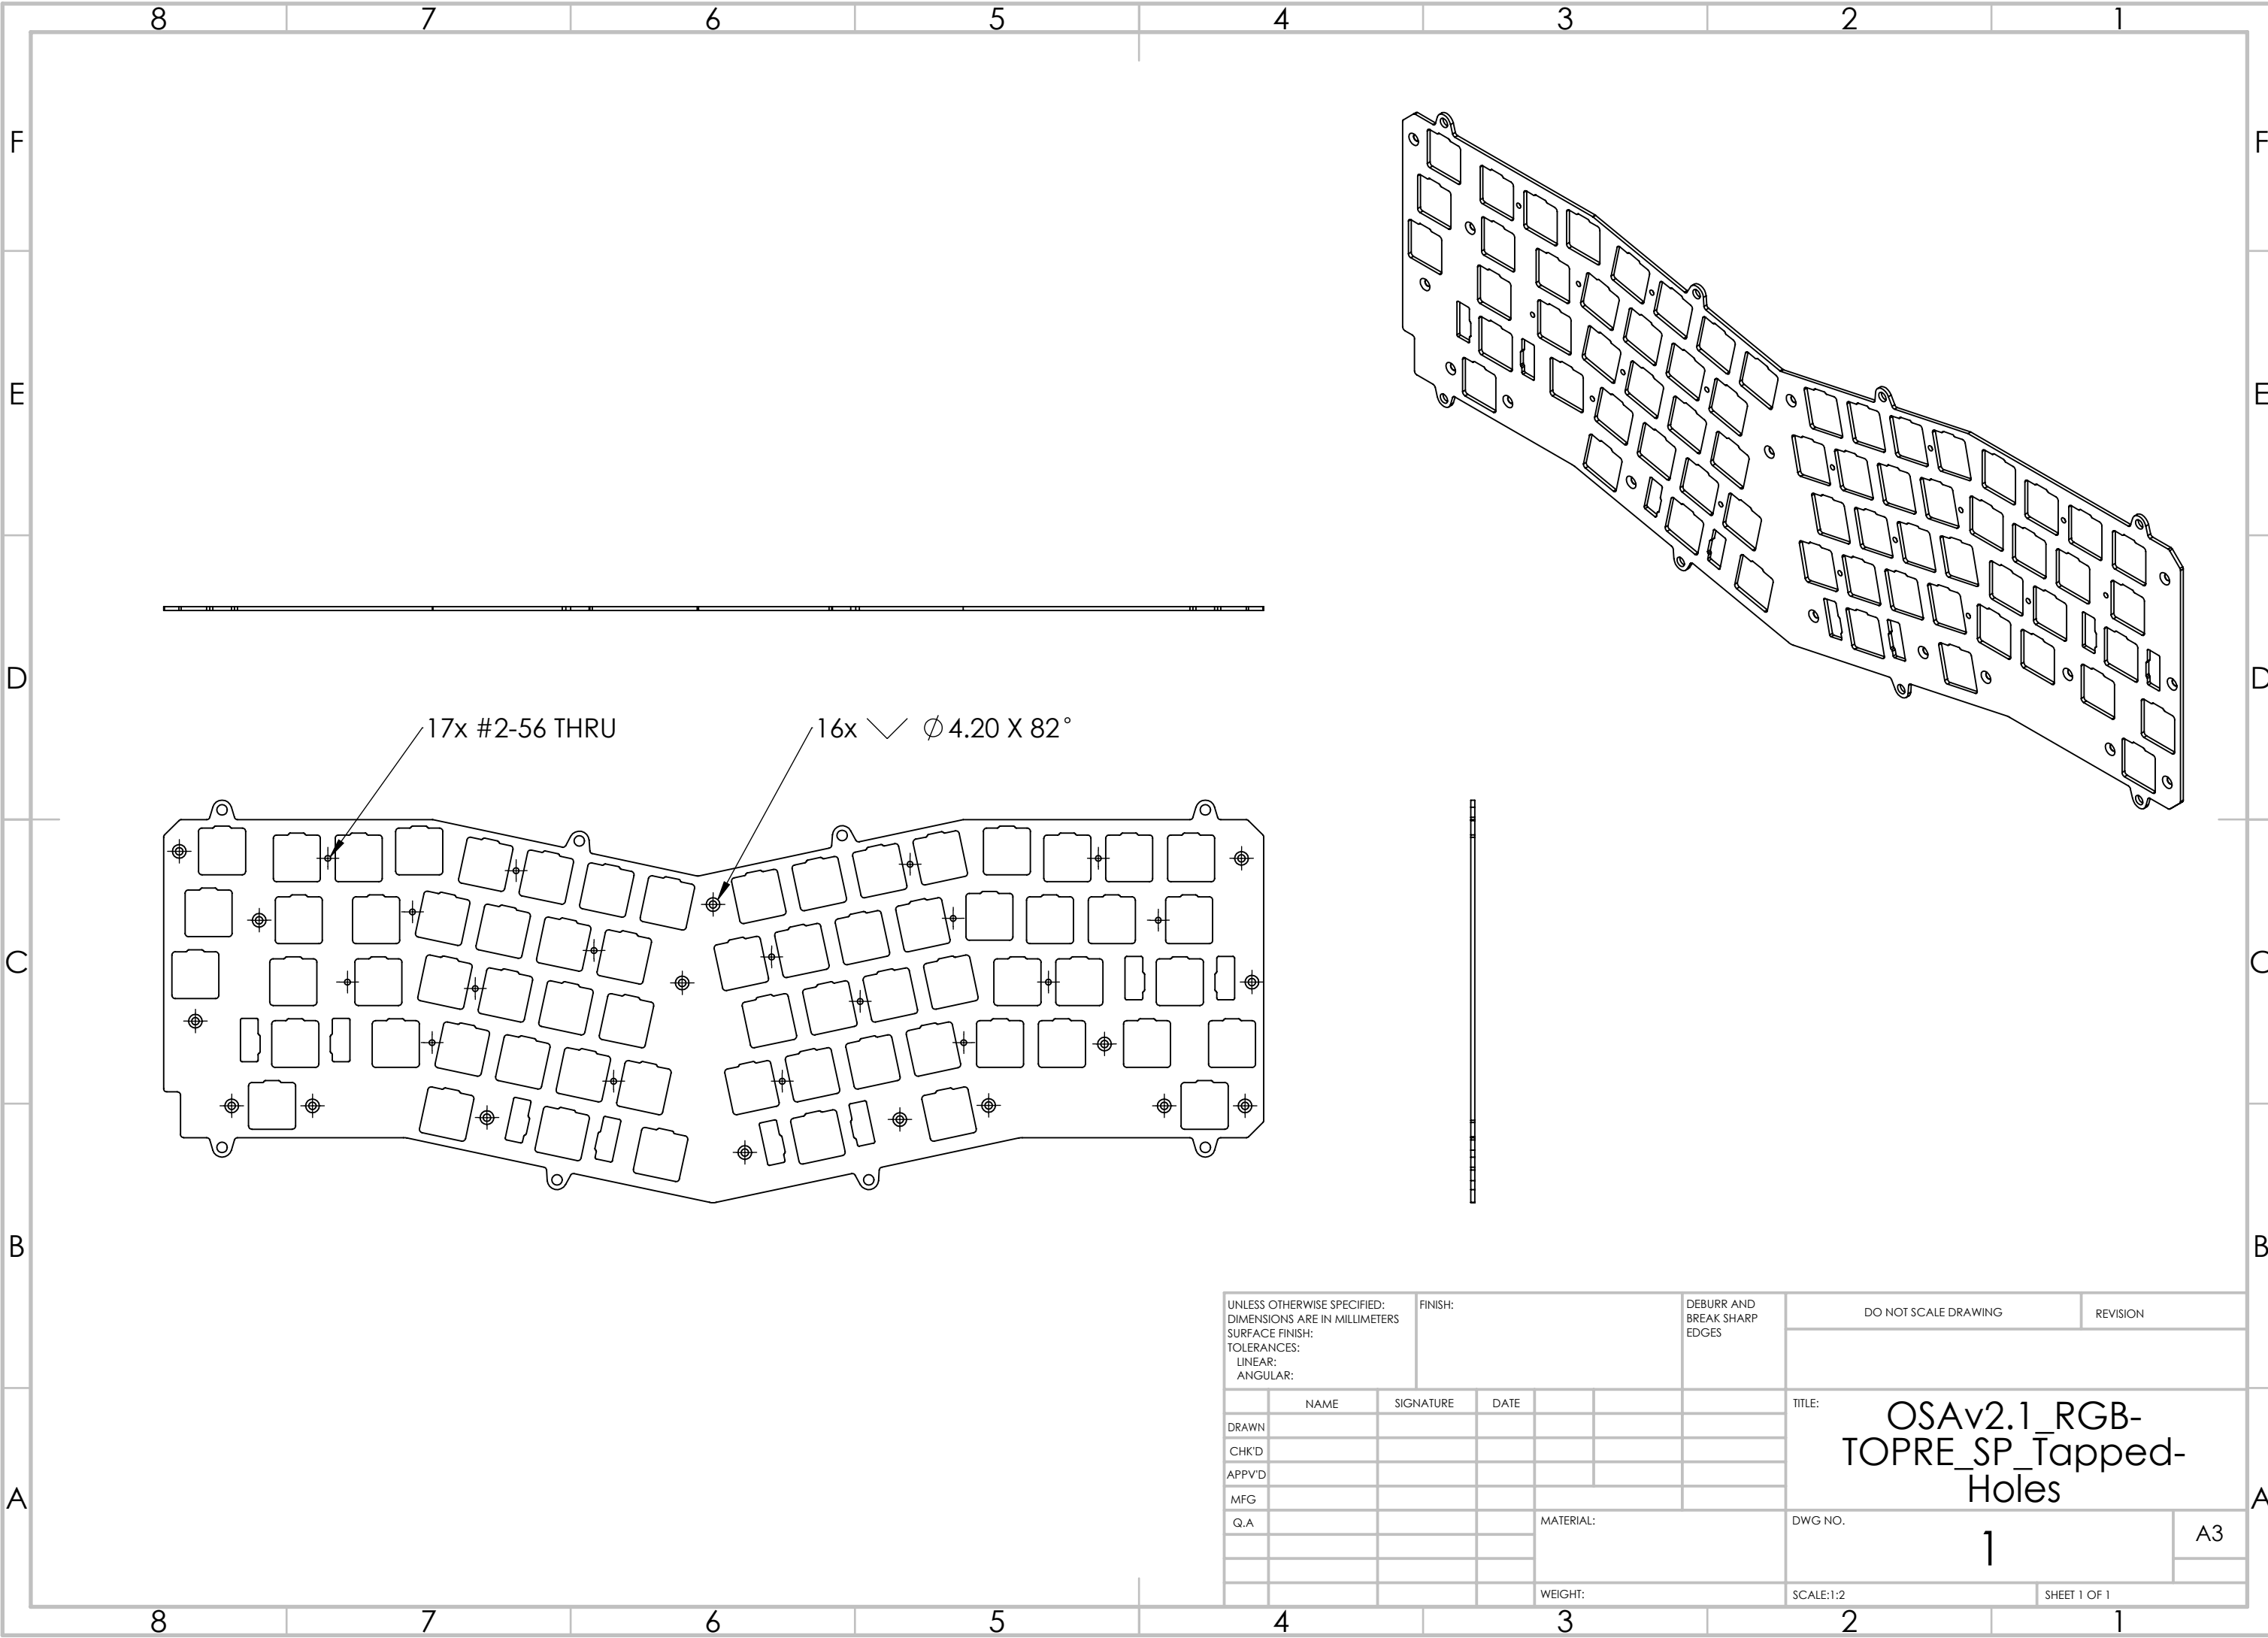 8 7 6 5 4 3 2 1
F F
E E
D D
17x #2-56 THRU
16x ⌵ ⌀ 4.20 X 82°
C C
B B
UNLESS OTHERWISE SPECIFIED:
DIMENSIONS ARE IN MILLIMETERS
SURFACE FINISH:
TOLERANCES:
LINEAR:
ANGULAR:
FINISH:
DEBURR AND
BREAK SHARP
EDGES
DO NOT SCALE DRAWING
REVISION
NAME SIGNATURE DATE
DRAWN
CHK'D
APPV'D
MFG
Q.A
TITLE:
OSAv2.1_RGB-
TOPRE_SP_Tapped-
Holes
A A
MATERIAL:
DWG NO.
1
A3
WEIGHT:
SCALE:1:2
SHEET 1 OF 1
8 7 6 5 4 3 2 1